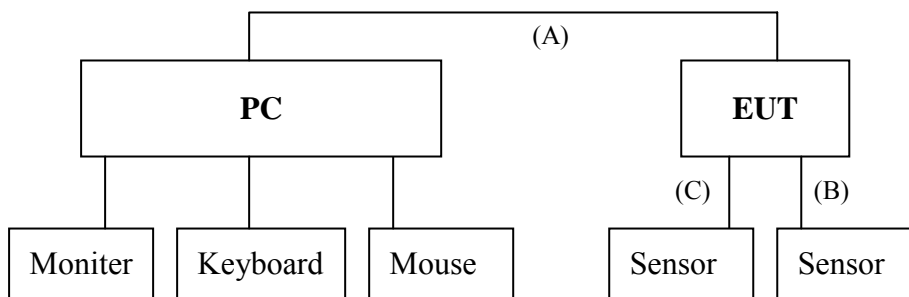 (A)
PC
EUT
(C)
(B)
Moniter
Keyboard
Mouse
Sensor
Sensor